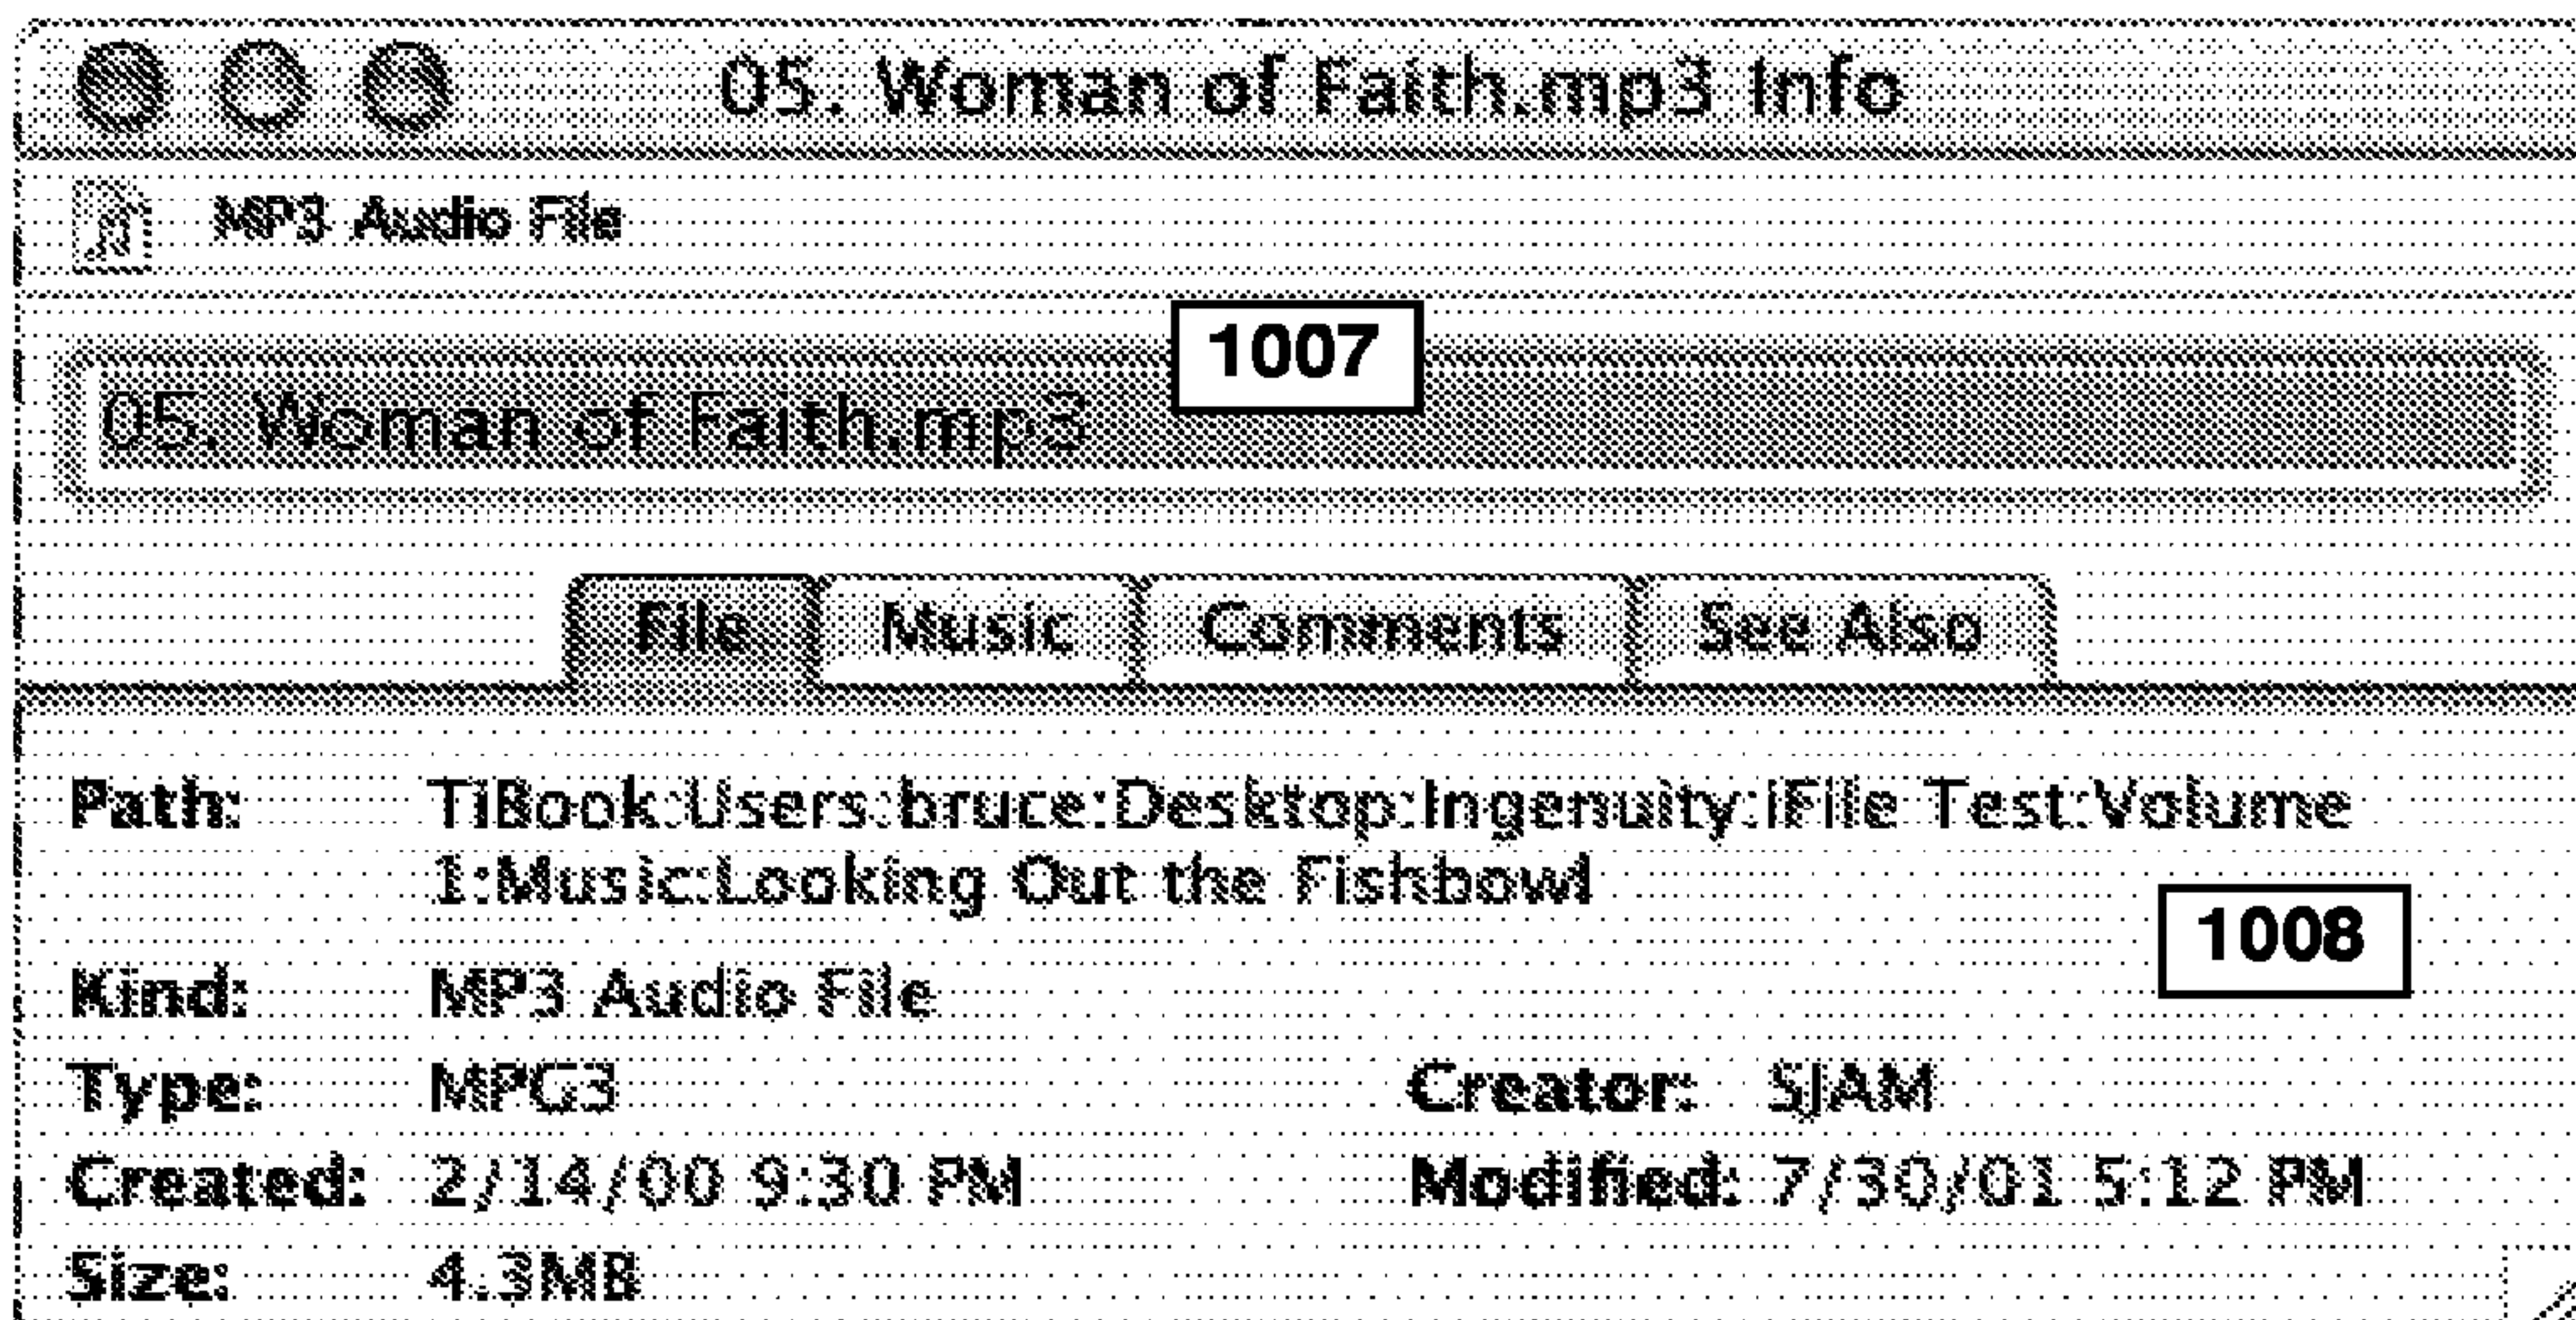 05. Woman of Faith.mp3 Info
MP3 Audio File
1007
05. Woman of Faith.mp3
File Music Comments See Also
Path: TiBook:Users:bruce:Desktop:Ingenuity:iFile Test:Volume
1:Music:Looking Out the Fishbowl
1008
Kind: MP3 Audio File
Type: MPG3 Creator: SJAM
Created: 2/14/00 9:30 PM Modified: 7/30/01 5:12 PM
Size: 4.3MB